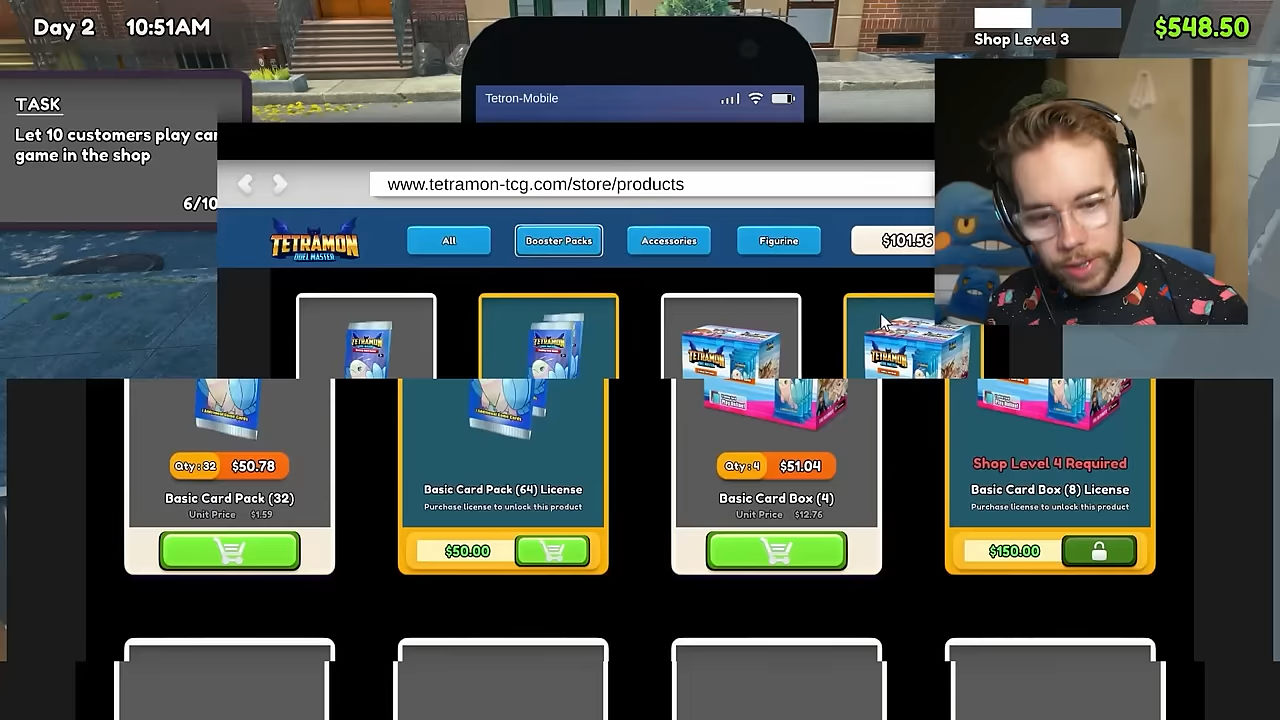 Day 2 10:51AM
Shop Level 3
$548.50
TASK
Let 10 customers play car
game in the shop
6/10
Tetron-Mobile
www.tetramon-tcg.com/store/products
TETRAMON
DUEL MASTER
All
Booster Packs
Accessories
Figurine
$101.56
TETRAMON
TETRAMON
TETRAMON
TETRAMON
Qty: 32 $50.78
Basic Card Pack (32)
Unit Price $1.59
Basic Card Pack (64) License
Purchase license to unlock this product
$50.00
Qty: 4 $51.04
Basic Card Box (4)
Unit Price $12.76
Shop Level 4 Required
Basic Card Box (8) License
Purchase license to unlock this product
$150.00